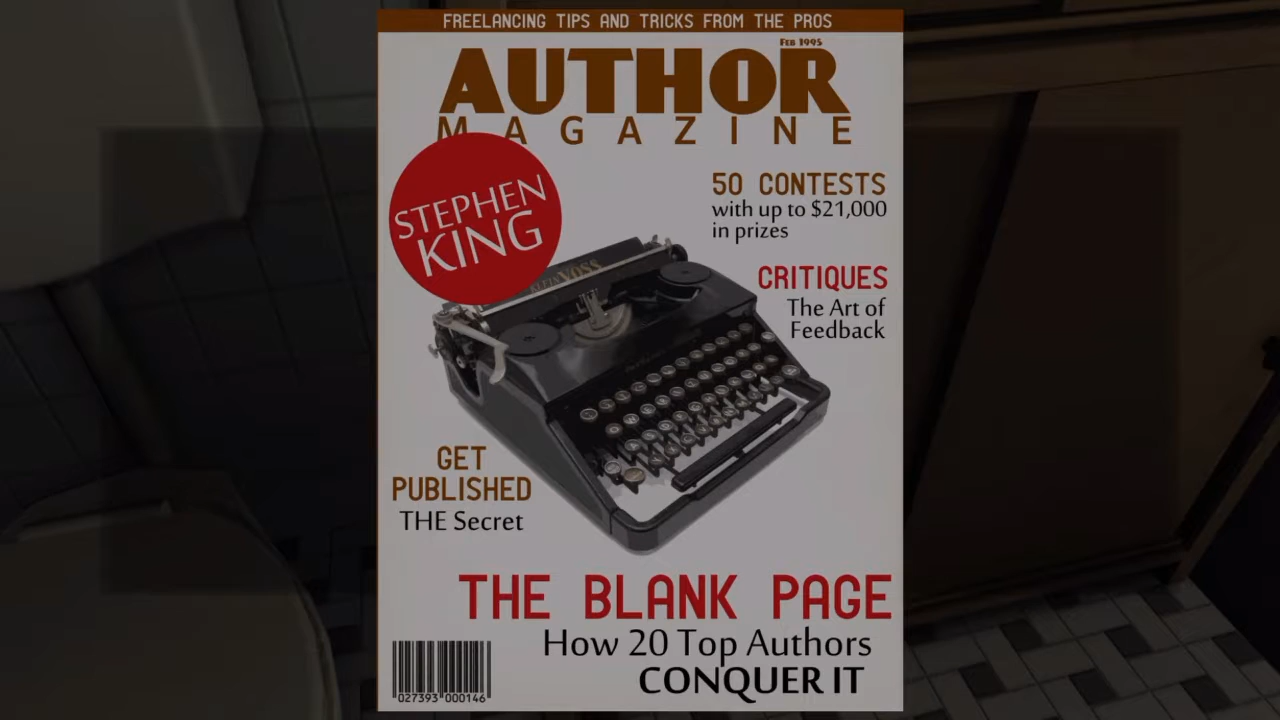 FREELANCING TIPS AND TRICKS FROM THE PROS
FEB 1995
AUTHOR
MAGAZINE
STEPHEN
KING
50 CONTESTS
with up to $21,000
in prizes
CRITIQUES
The Art of
Feedback
KLEIN VOSS
GET
PUBLISHED
THE Secret
THE BLANK PAGE
How 20 Top Authors
CONQUER IT
027393 000146